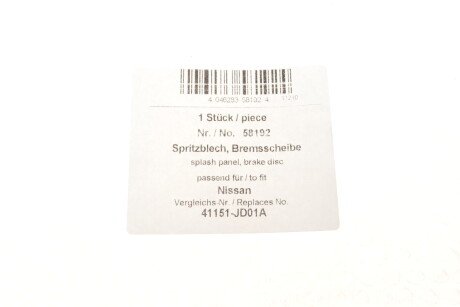 4 046283 58192 4
1 Stück / piece
Nr. / No. 58192
Spritzblech, Bremsscheibe
splash panel, brake disc
passend für / to fit
Nissan
Vergleichs-Nr. / Replaces No.
41151-JD01A